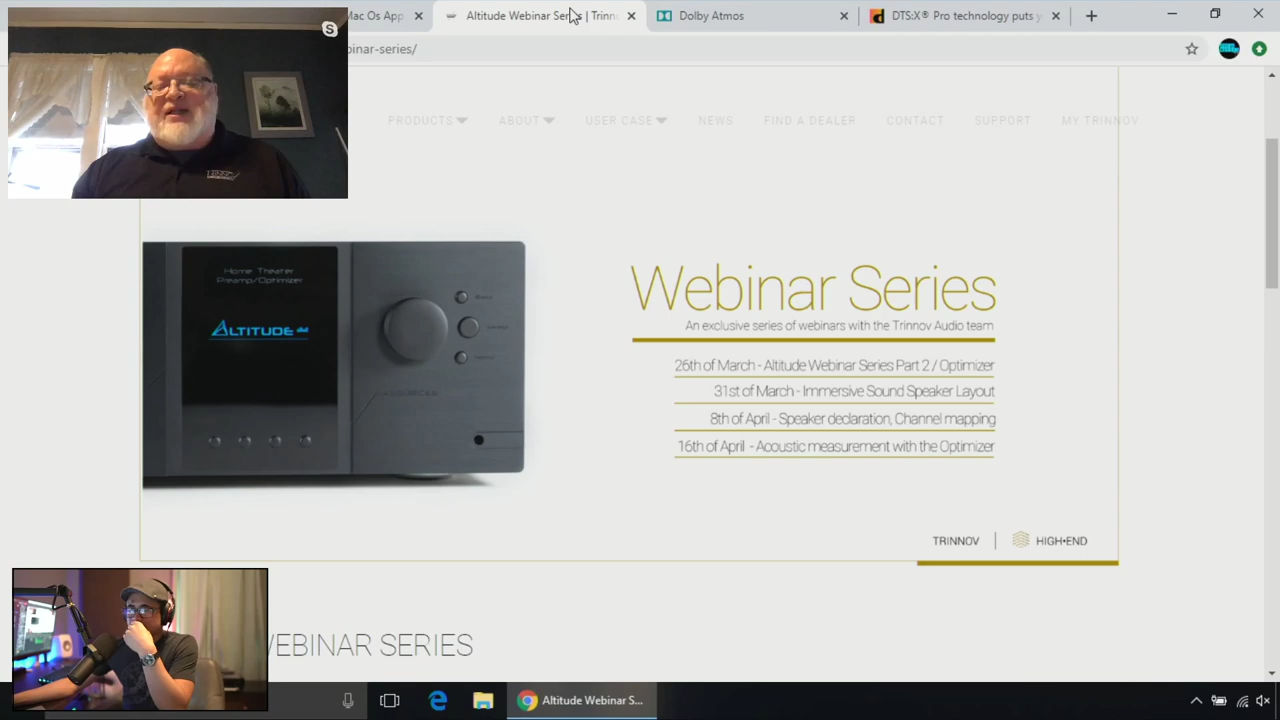 Mac Os App
Altitude Webinar Series | Trinn
Dolby Atmos
DTS:X® Pro technology puts y
binar-series/
PRODUCTS
ABOUT
USER CASE
NEWS
FIND A DEALER
CONTACT
SUPPORT
MY TRINNOV
Home Theater
Preamp/Optimizer
ALTITUDE
SOURCES
Webinar Series
An exclusive series of webinars with the Trinnov Audio team
26th of March - Altitude Webinar Series Part 2 / Optimizer
31st of March - Immersive Sound Speaker Layout
8th of April - Speaker declaration, Channel mapping
16th of April - Acoustic measurement with the Optimizer
TRINNOV | HIGH•END
WEBINAR SERIES
Altitude Webinar S...